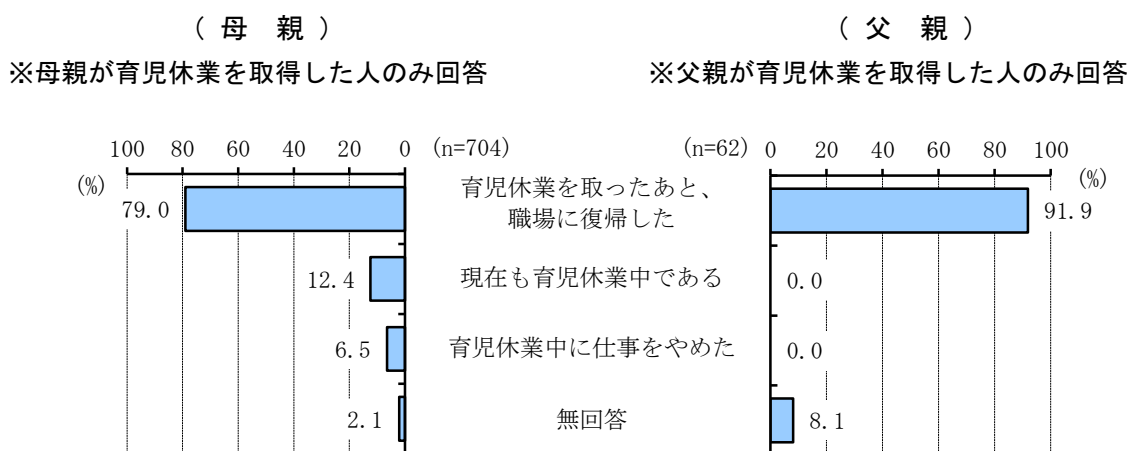 （ 母　親 ）
※母親が育児休業を取得した人のみ回答
（ 父　親 ）
※父親が育児休業を取得した人のみ回答
100 80 60 40 20 0 (n=704)
(n=62) 0 20 40 60 80 100
(%)
(%)
79.0 育児休業を取ったあと、
職場に復帰した 91.9
12.4 現在も育児休業中である 0.0
6.5 育児休業中に仕事をやめた 0.0
2.1 無回答 8.1